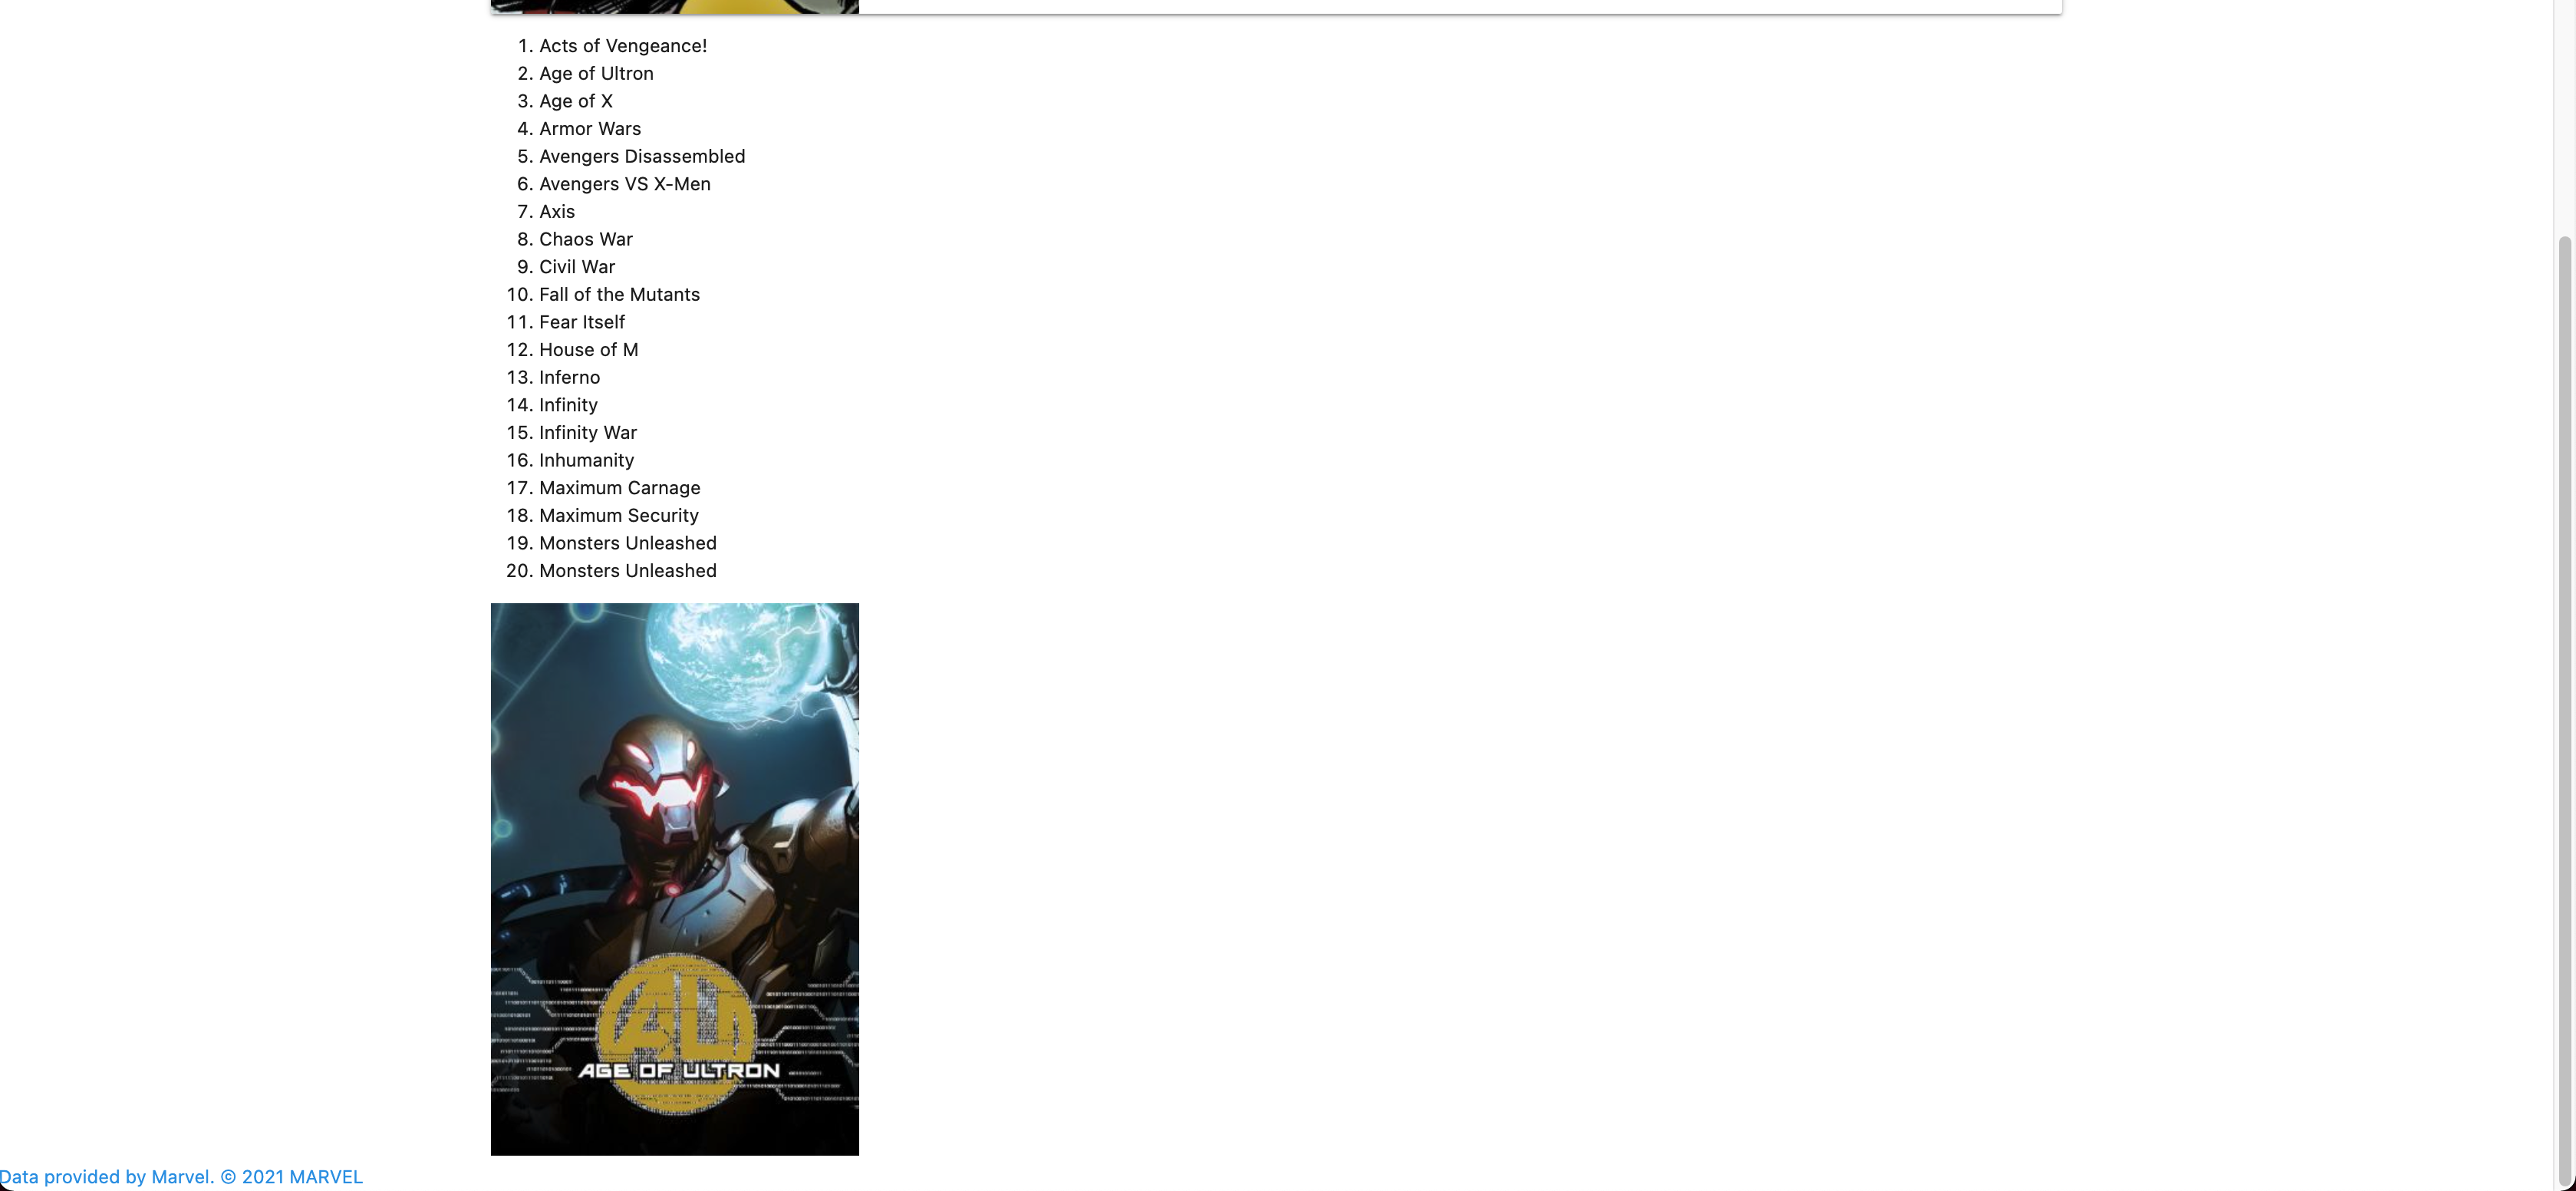 1. Acts of Vengeance!
2. Age of Ultron
3. Age of X
4. Armor Wars
5. Avengers Disassembled
6. Avengers VS X-Men
7. Axis
8. Chaos War
9. Civil War
10. Fall of the Mutants
11. Fear Itself
12. House of M
13. Inferno
14. Infinity
15. Infinity War
16. Inhumanity
17. Maximum Carnage
18. Maximum Security
19. Monsters Unleashed
20. Monsters Unleashed
AU
AGE OF ULTRON
Data provided by Marvel. © 2021 MARVEL